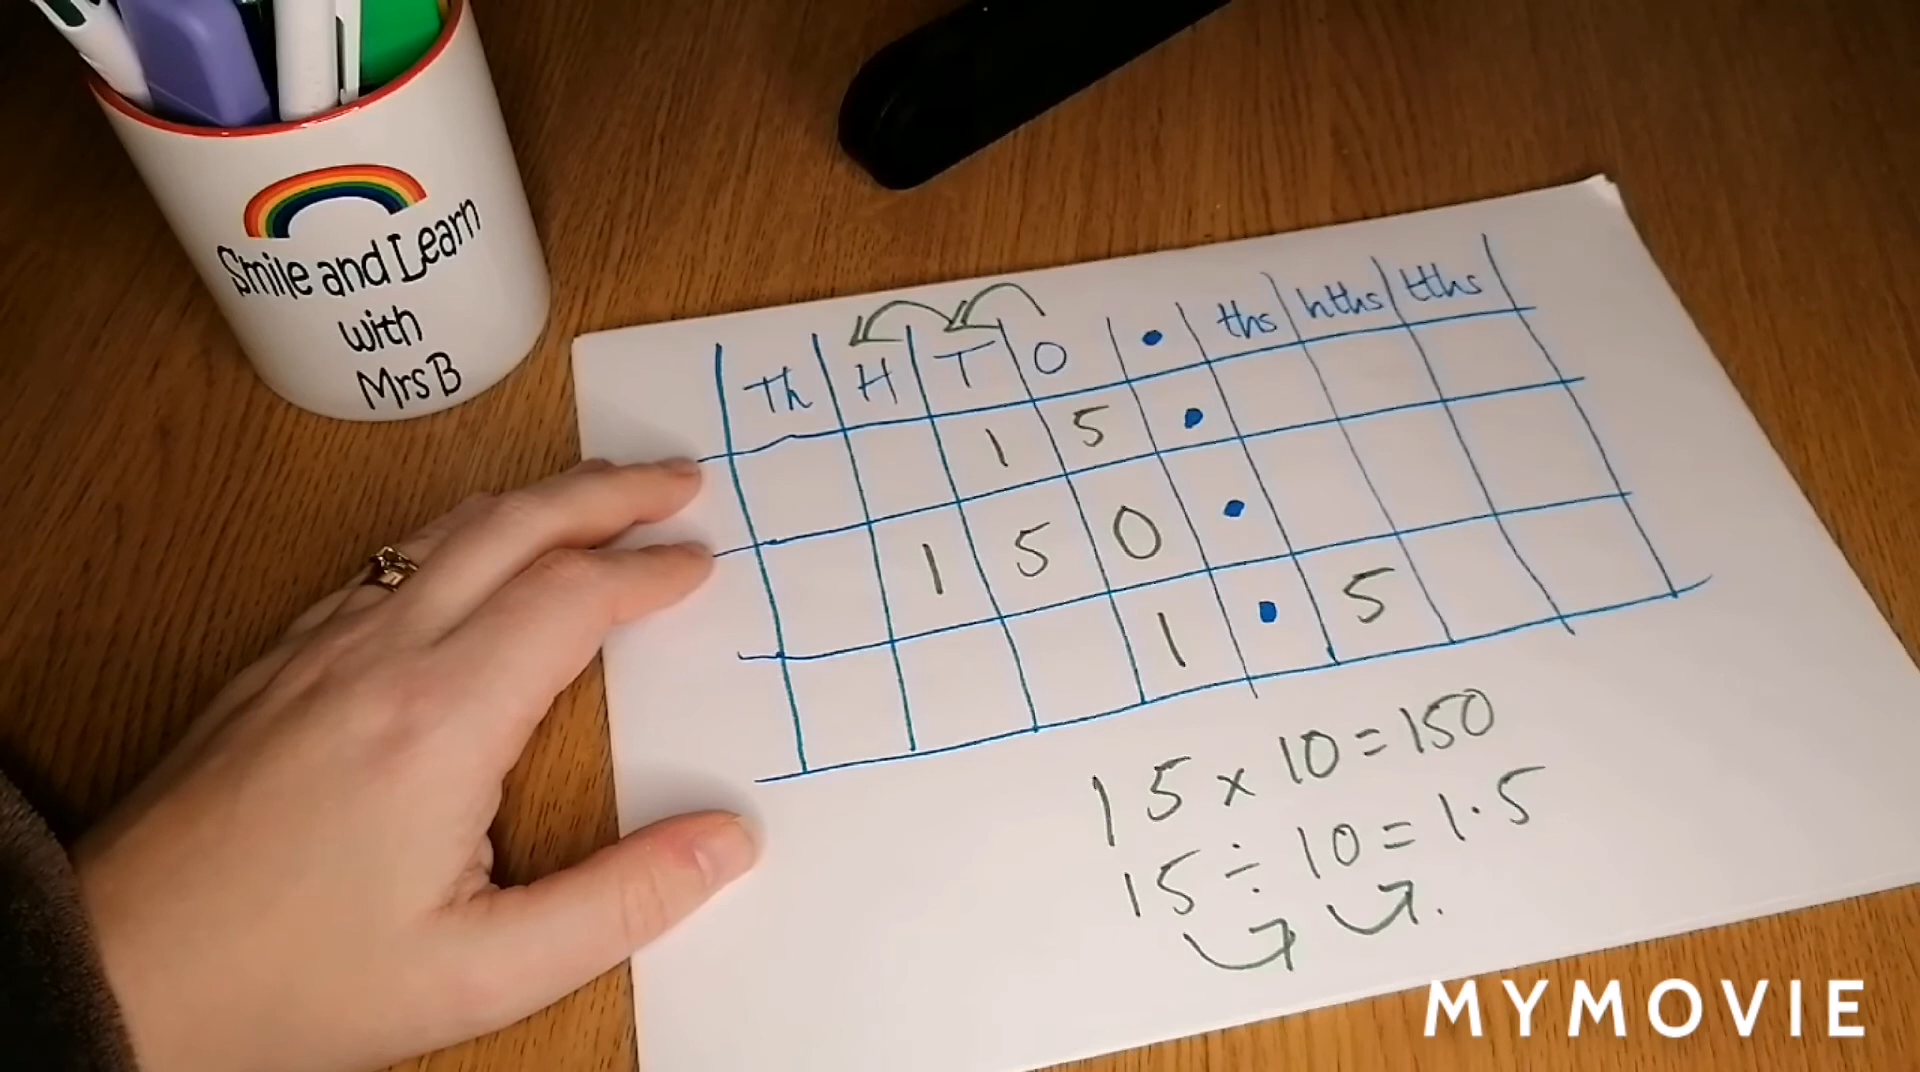 Smile and Learn
with
Mrs B
Th H T O . ths hths tths
1 5 .
1 5 0 .
1 . 5
15 × 10 = 150
15 ÷ 10 = 1.5
MYMOVIE